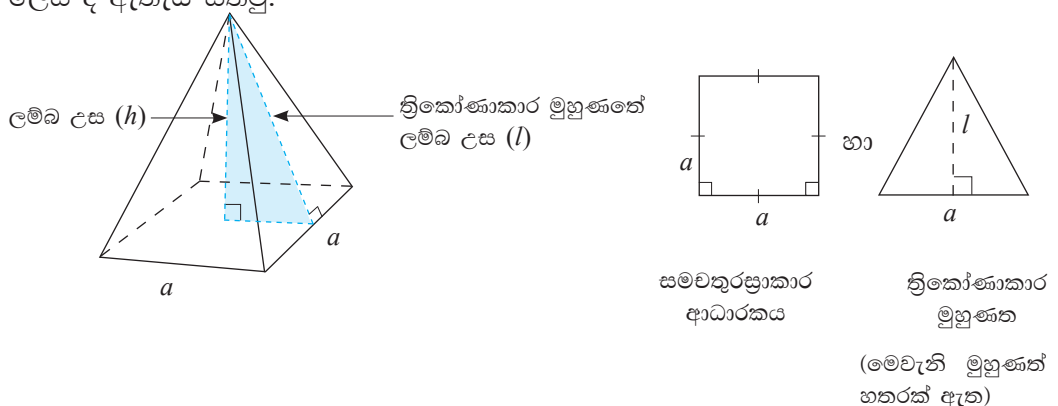 ලම්බ උස (h)
ත්‍රිකෝණාකාර මුහුණතේ
ලම්බ උස (l)
a
a
a
a
හා
l
a
සමචතුරස්‍රාකාර
ආධාරකය
ත්‍රිකෝණාකාර
මුහුණත
(මෙවැනි මුහුණත්
හතරක් ඇත)